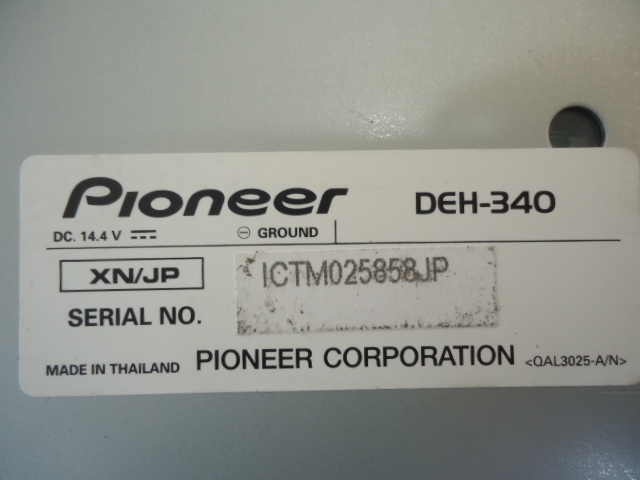 Pioneer DEH-340
DC. 14.4 V ⎓ ⊖ GROUND
XN/JP
SERIAL NO. ICTM025858JP
MADE IN THAILAND PIONEER CORPORATION <QAL3025-A/N>